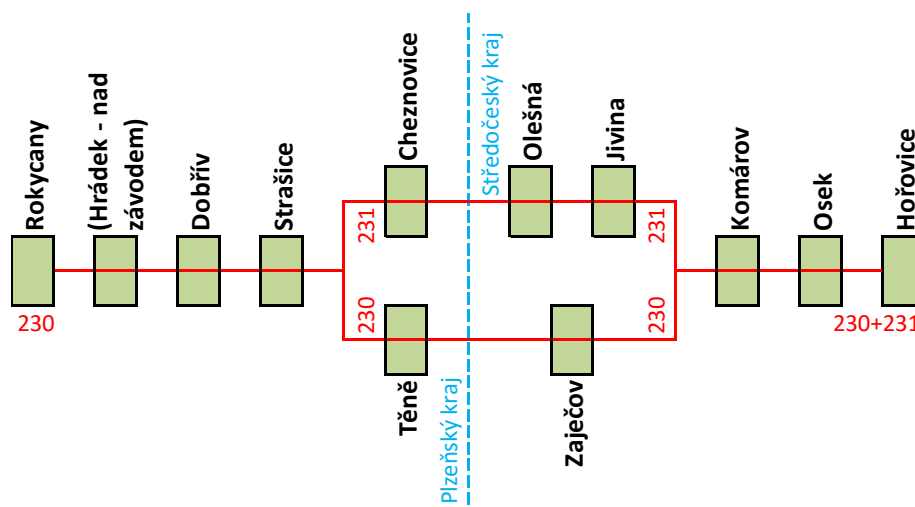 Rokycany
(Hrádek - nad
závodem)
Dobřív
Strašice
Cheznovice
Středočeský kraj
Olešná
Jivina
Komárov
Osek
Hořovice
230
231
230
231
230
230+231
Těně
Plzeňský kraj
Zaječov